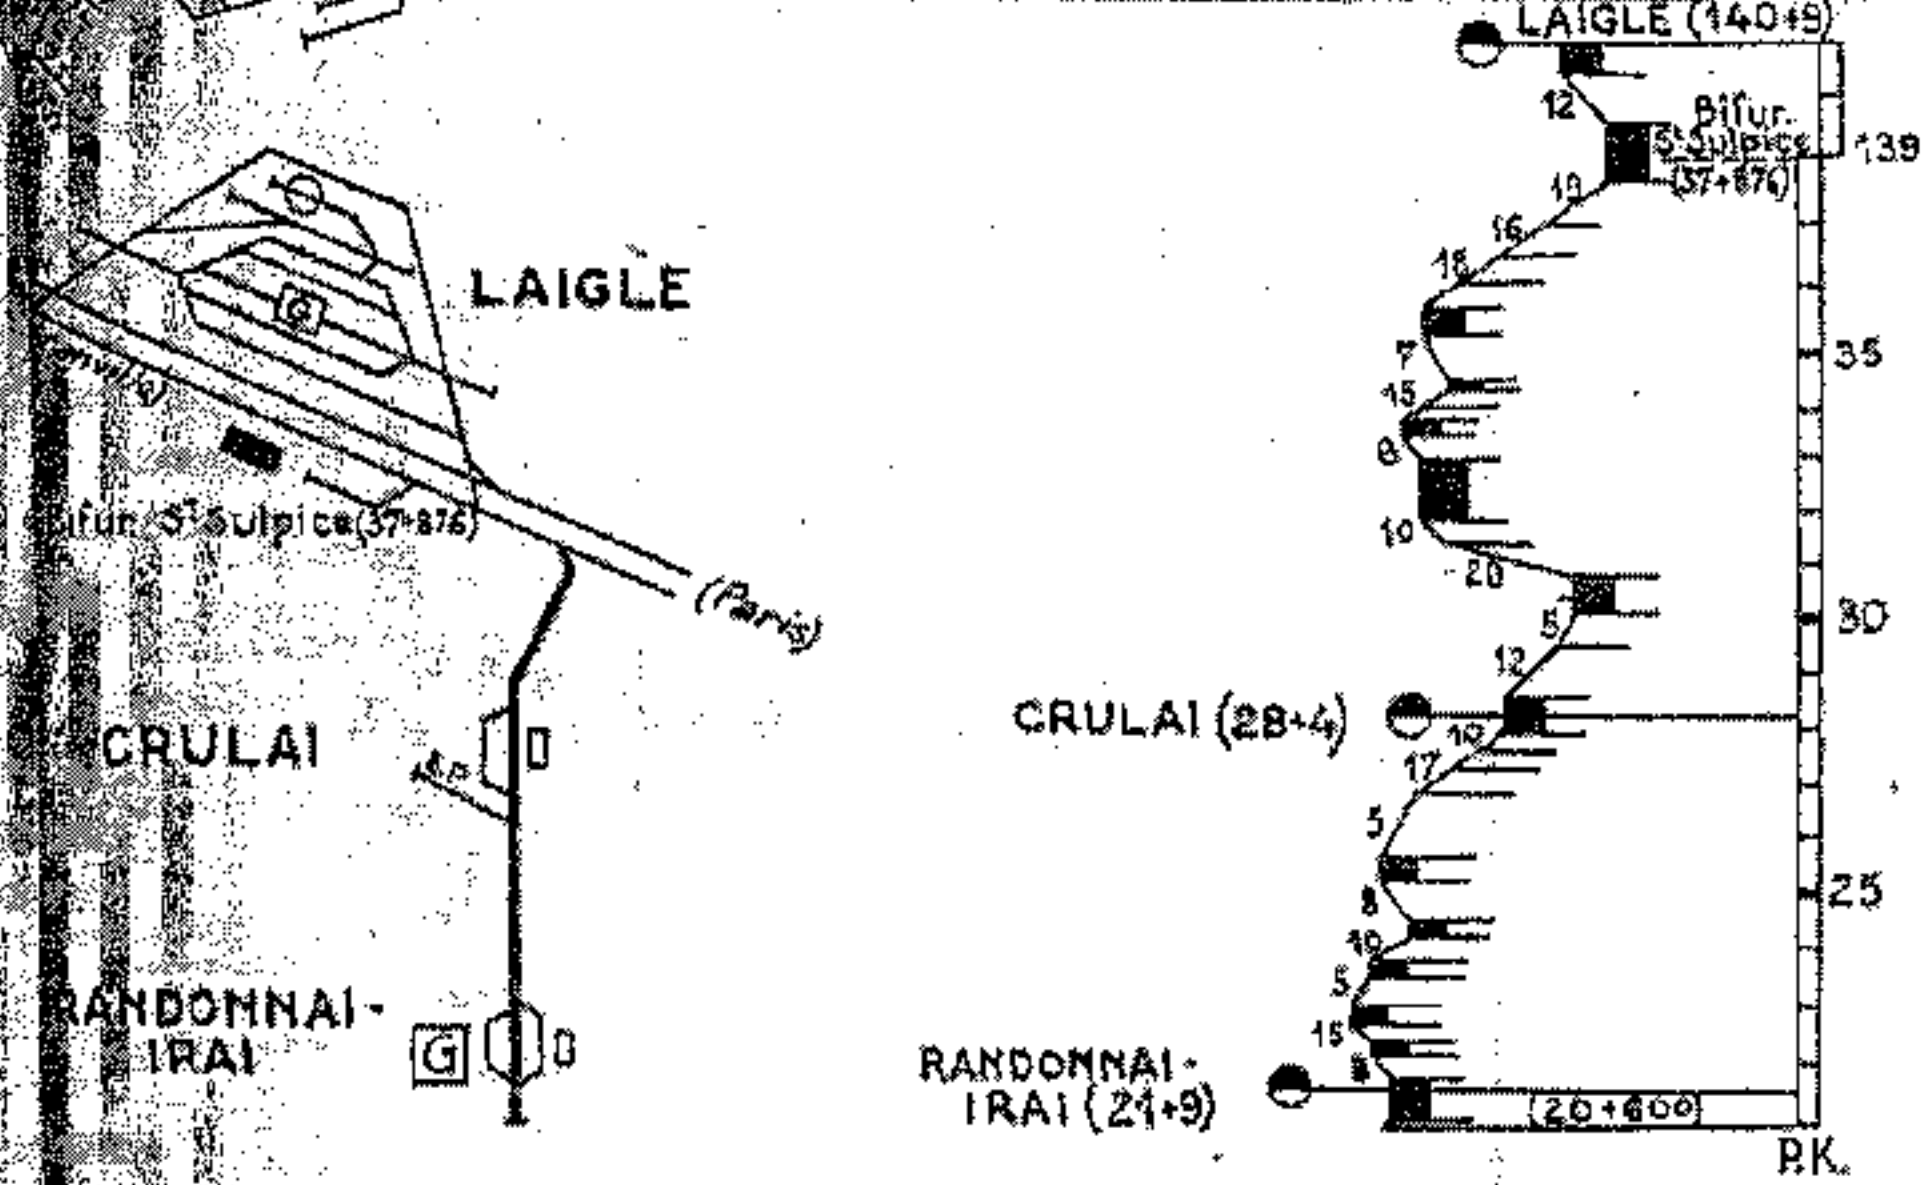 LAIGLE
G
Sᵗ Sulpice (37+876)
(Paris)
CRULAI
RANDONNAI-
IRAI
G
LAIGLE (140+9)
12
Bifur.
Sᵗ Sulpice
(37+876)
139
19
16
18
7
35
15
8
10
20
5
30
12
CRULAI (28+4)
10
17
5
8
25
10
5
15
RANDONNAI-
IRAI (21+9)
8
(20+600)
P.K.